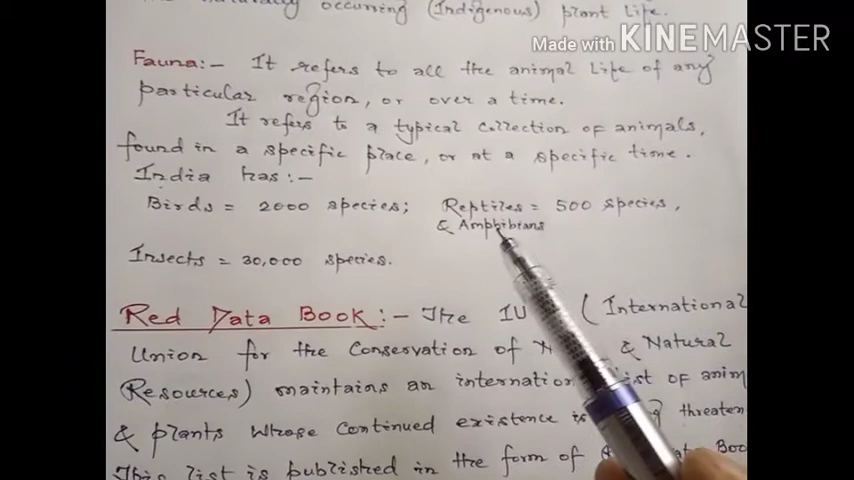 occurring (Indigenous) plant life.
Made with KINEMASTER
Fauna:- It refers to all the animal life of any
particular region, or over a time.
It refers to a typical collection of animals,
found in a specific place, or at a specific time.
India has:-
Birds = 2000 species; Reptiles = 500 species,
& Amphibians
Insects = 30,000 species.
Red Data Book:- The IU (International
Union for the Conservation of N & Natural
Resources) maintains an internation list of anim
& plants whose continued existence is threaten
This list is published in the form of Boo